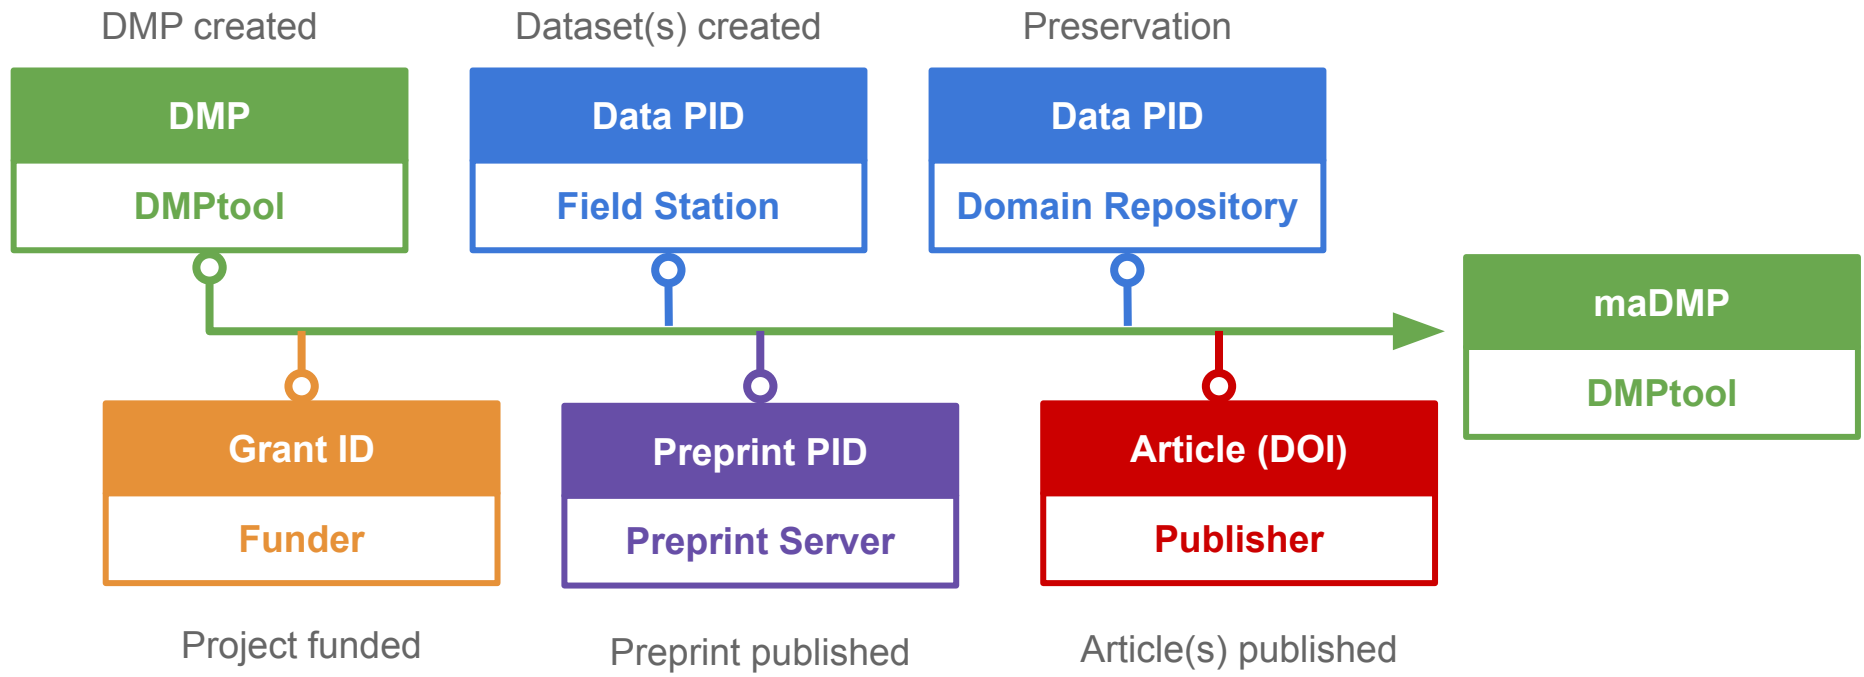 DMP created
Dataset(s) created
Preservation
DMP
DMPtool
Data PID
Field Station
Data PID
Domain Repository
maDMP
DMPtool
Grant ID
Funder
Preprint PID
Preprint Server
Article (DOI)
Publisher
Project funded
Preprint published
Article(s) published